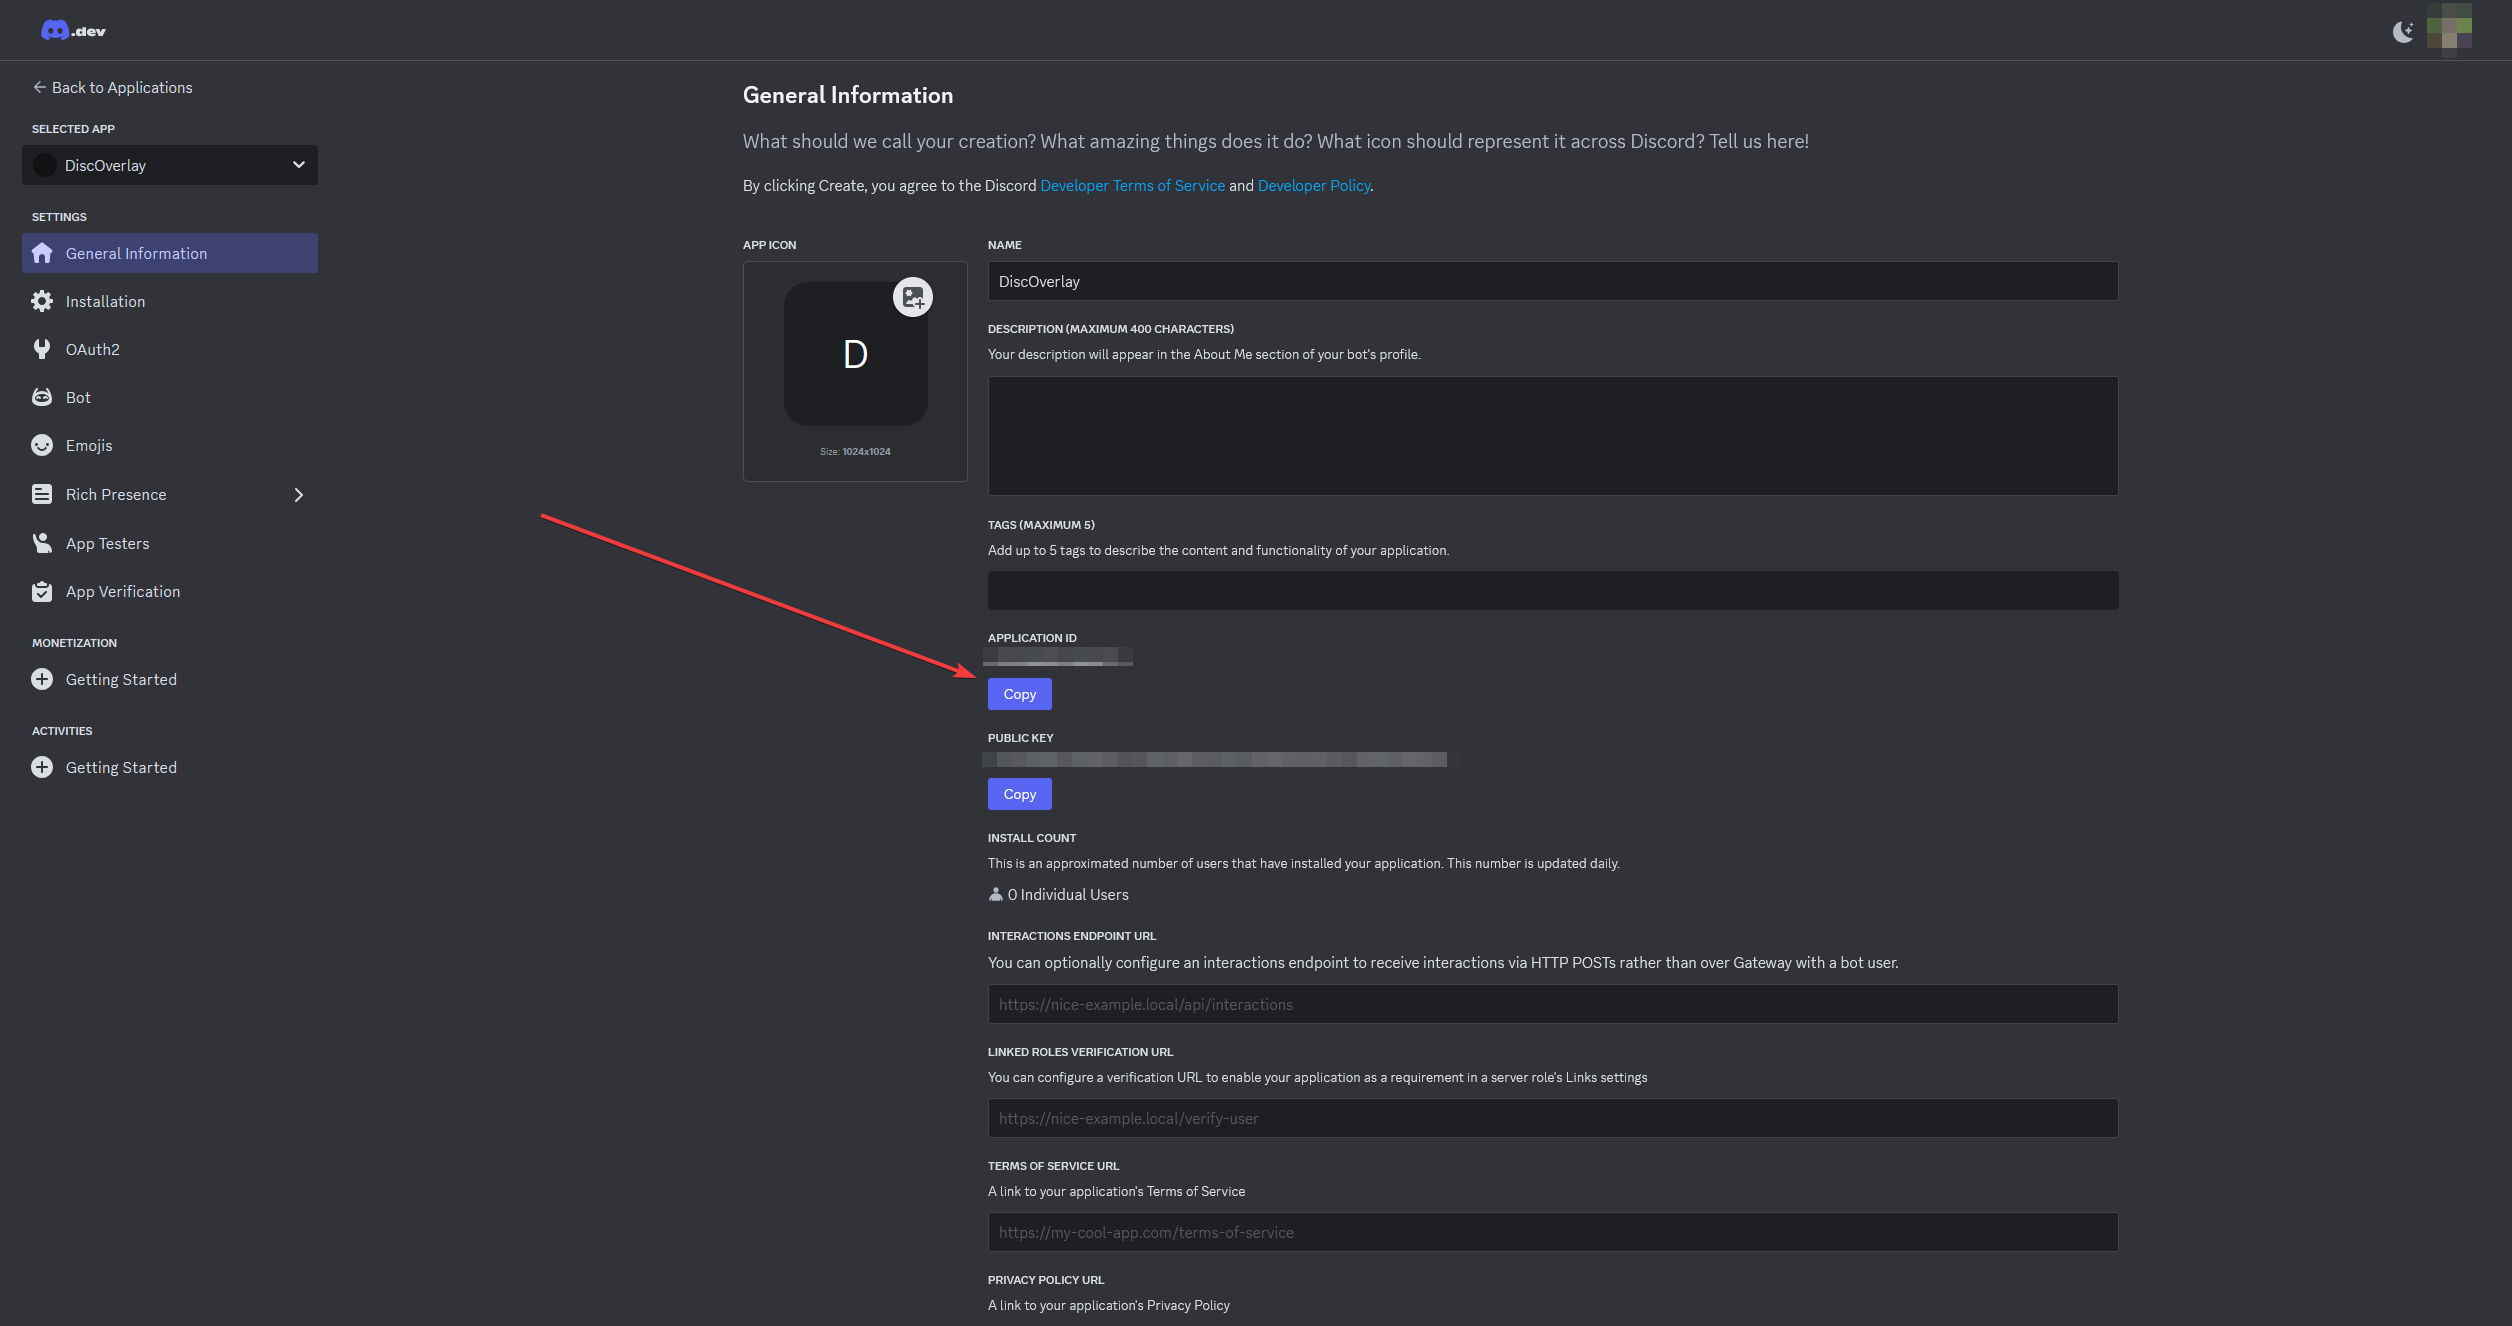 .dev
Back to Applications
SELECTED APP
DiscOverlay
SETTINGS
General Information
Installation
OAuth2
Bot
Emojis
Rich Presence
App Testers
App Verification
MONETIZATION
Getting Started
ACTIVITIES
Getting Started
General Information
What should we call your creation? What amazing things does it do? What icon should represent it across Discord? Tell us here!
By clicking Create, you agree to the Discord Developer Terms of Service and Developer Policy.
APP ICON
D
Size: 1024x1024
NAME
DiscOverlay
DESCRIPTION (MAXIMUM 400 CHARACTERS)
Your description will appear in the About Me section of your bot's profile.
TAGS (MAXIMUM 5)
Add up to 5 tags to describe the content and functionality of your application.
APPLICATION ID
Copy
PUBLIC KEY
Copy
INSTALL COUNT
This is an approximated number of users that have installed your application. This number is updated daily.
0 Individual Users
INTERACTIONS ENDPOINT URL
You can optionally configure an interactions endpoint to receive interactions via HTTP POSTs rather than over Gateway with a bot user.
https://nice-example.local/api/interactions
LINKED ROLES VERIFICATION URL
You can configure a verification URL to enable your application as a requirement in a server role's Links settings
https://nice-example.local/verify-user
TERMS OF SERVICE URL
A link to your application's Terms of Service
https://my-cool-app.com/terms-of-service
PRIVACY POLICY URL
A link to your application's Privacy Policy